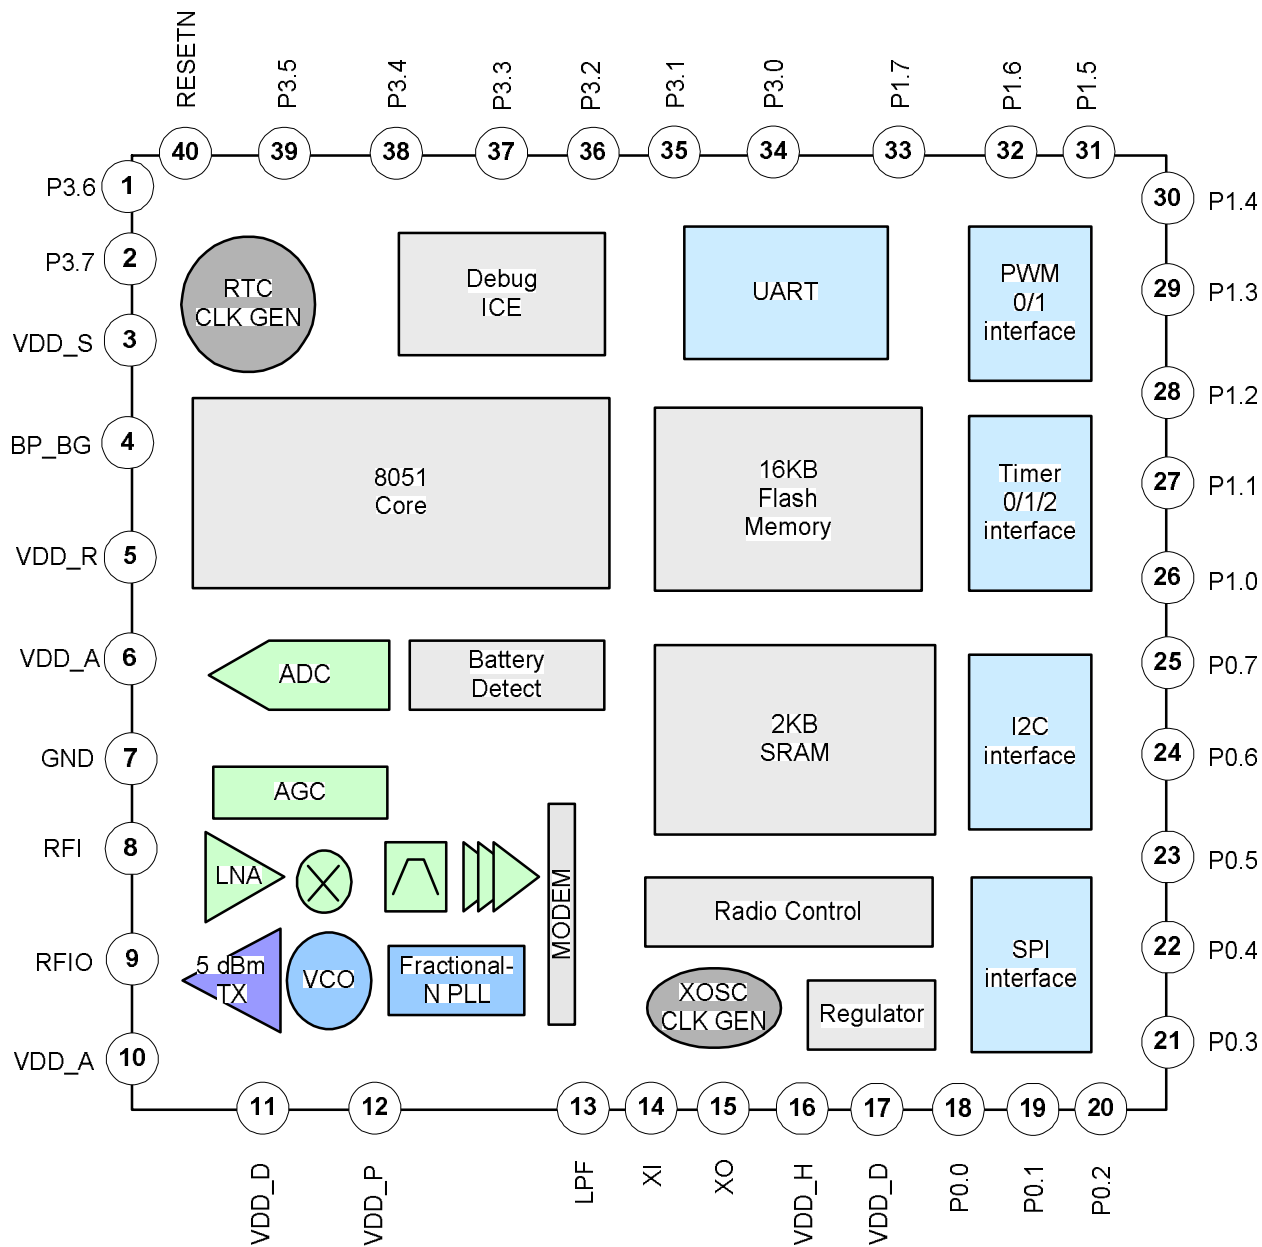 RESETN
P3.5
P3.4
P3.3
P3.2
P3.1
P3.0
P1.7
P1.6
P1.5
40
39
38
37
36
35
34
33
32
31
P3.6
1
P3.7
2
VDD_S
3
BP_BG
4
VDD_R
5
VDD_A
6
GND
7
RFI
8
RFIO
9
VDD_A
10
RTC
CLK GEN
Debug
ICE
UART
PWM
0/1
interface
8051
Core
16KB
Flash
Memory
Timer
0/1/2
interface
ADC
Battery
Detect
2KB
SRAM
I2C
interface
AGC
LNA
MODEM
Radio Control
SPI
interface
5 dBm
TX
VCO
Fractional-
N PLL
XOSC
CLK GEN
Regulator
30
P1.4
29
P1.3
28
P1.2
27
P1.1
26
P1.0
25
P0.7
24
P0.6
23
P0.5
22
P0.4
21
P0.3
11
12
13
14
15
16
17
18
19
20
VDD_D
VDD_P
LPF
XI
XO
VDD_H
VDD_D
P0.0
P0.1
P0.2